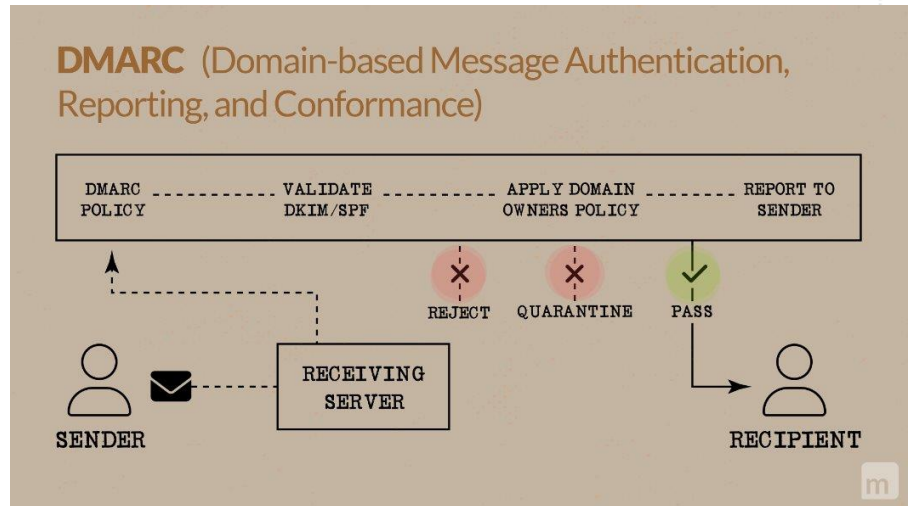 DMARC (Domain-based Message Authentication,
Reporting, and Conformance)
DMARC
POLICY
VALIDATE
DKIM/SPF
APPLY DOMAIN
OWNERS POLICY
REPORT TO
SENDER
REJECT
QUARANTINE
PASS
RECEIVING
SERVER
SENDER
RECIPIENT
m